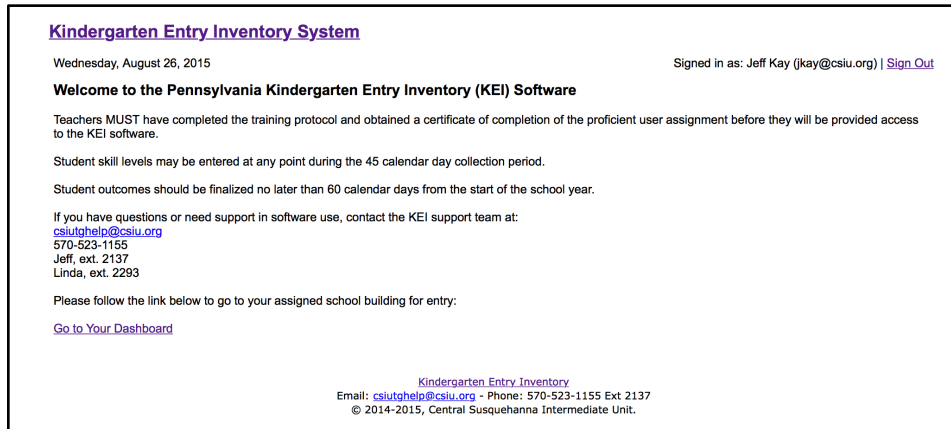 Kindergarten Entry Inventory System
Wednesday, August 26, 2015
Signed in as: Jeff Kay (jkay@csiu.org) | Sign Out
Welcome to the Pennsylvania Kindergarten Entry Inventory (KEI) Software
Teachers MUST have completed the training protocol and obtained a certificate of completion of the proficient user assignment before they will be provided access
to the KEI software.
Student skill levels may be entered at any point during the 45 calendar day collection period.
Student outcomes should be finalized no later than 60 calendar days from the start of the school year.
If you have questions or need support in software use, contact the KEI support team at:
csiutghelp@csiu.org
570-523-1155
Jeff, ext. 2137
Linda, ext. 2293
Please follow the link below to go to your assigned school building for entry:
Go to Your Dashboard
Kindergarten Entry Inventory
Email: csiutghelp@csiu.org - Phone: 570-523-1155 Ext 2137
© 2014-2015, Central Susquehanna Intermediate Unit.